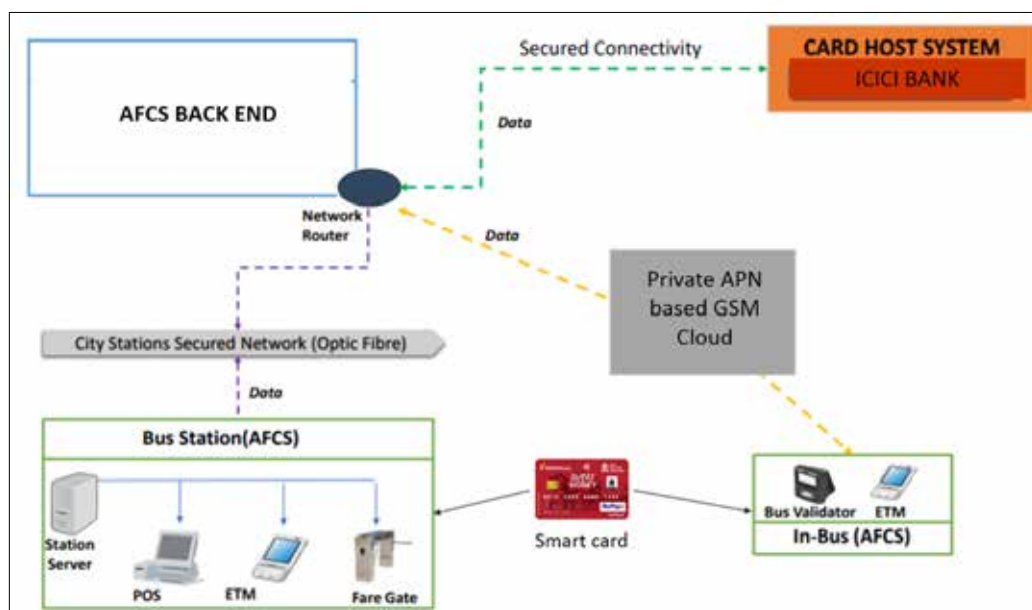 Secured Connectivity
CARD HOST SYSTEM
ICICI BANK
AFCS BACK END
Data
Network
Router
Data
Private APN
based GSM
Cloud
City Stations Secured Network (Optic Fibre)
Data
Bus Station(AFCS)
Station
Server
POS
ETM
Fare Gate
Smart card
Bus Validator
ETM
In-Bus (AFCS)